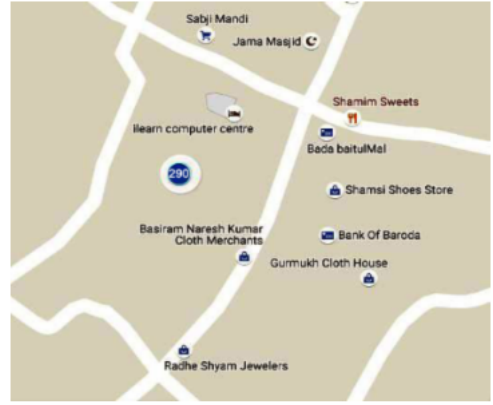 Sabji Mandi
Jama Masjid
Shamim Sweets
Ilearn computer centre
Bada baitulMal
290
Shamsi Shoes Store
Basiram Naresh Kumar
Cloth Merchants
Bank Of Baroda
Gurmukh Cloth House
Radhe Shyam Jewelers